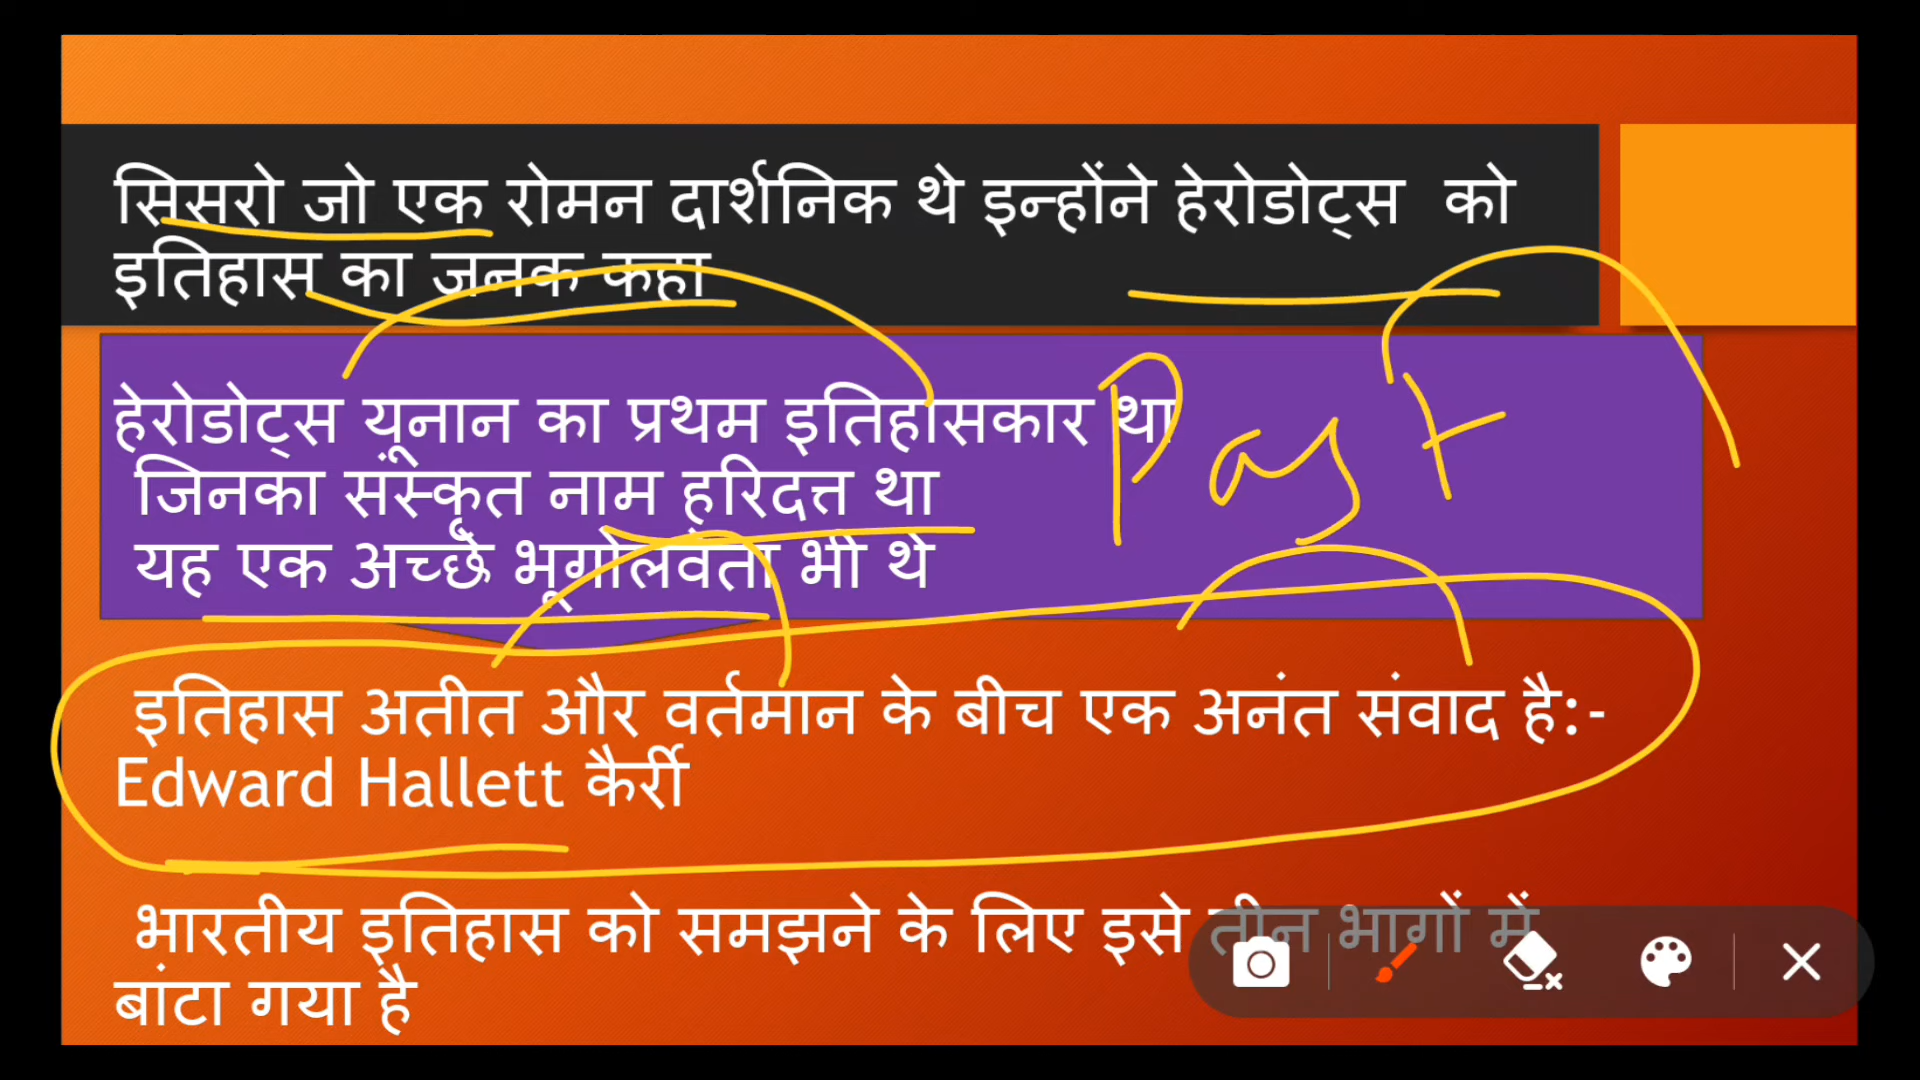 सिसरो जो एक रोमन दार्शनिक थे इन्होंने हेरोडोट्स को
इतिहास का जनक कहा
हेरोडोट्स यूनान का प्रथम इतिहासकार था
जिनका संस्कृत नाम हरिदत्त था
यह एक अच्छे भूगोलवेता भी थे
Past
इतिहास अतीत और वर्तमान के बीच एक अनंत संवाद है:-
Edward Hallett कैर्री
भारतीय इतिहास को समझने के लिए इसे तीन भागों में
बांटा गया है